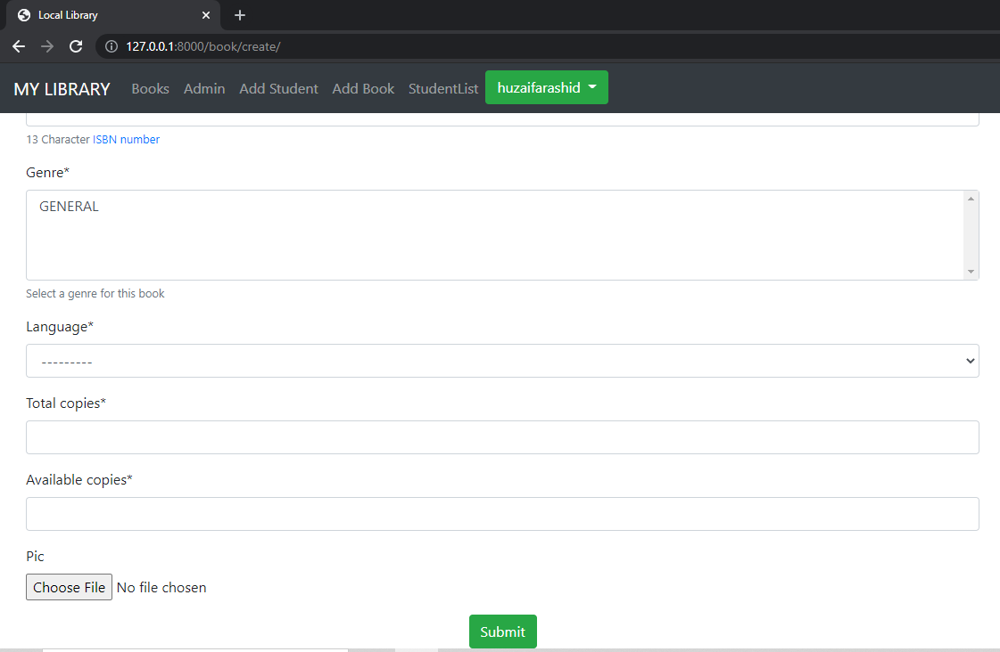 Local Library
127.0.0.1:8000/book/create/
MY LIBRARY Books Admin Add Student Add Book StudentList huzaifarashid
13 Character ISBN number
Genre*
GENERAL
Select a genre for this book
Language*
---------
Total copies*
Available copies*
Pic
Choose File No file chosen
Submit